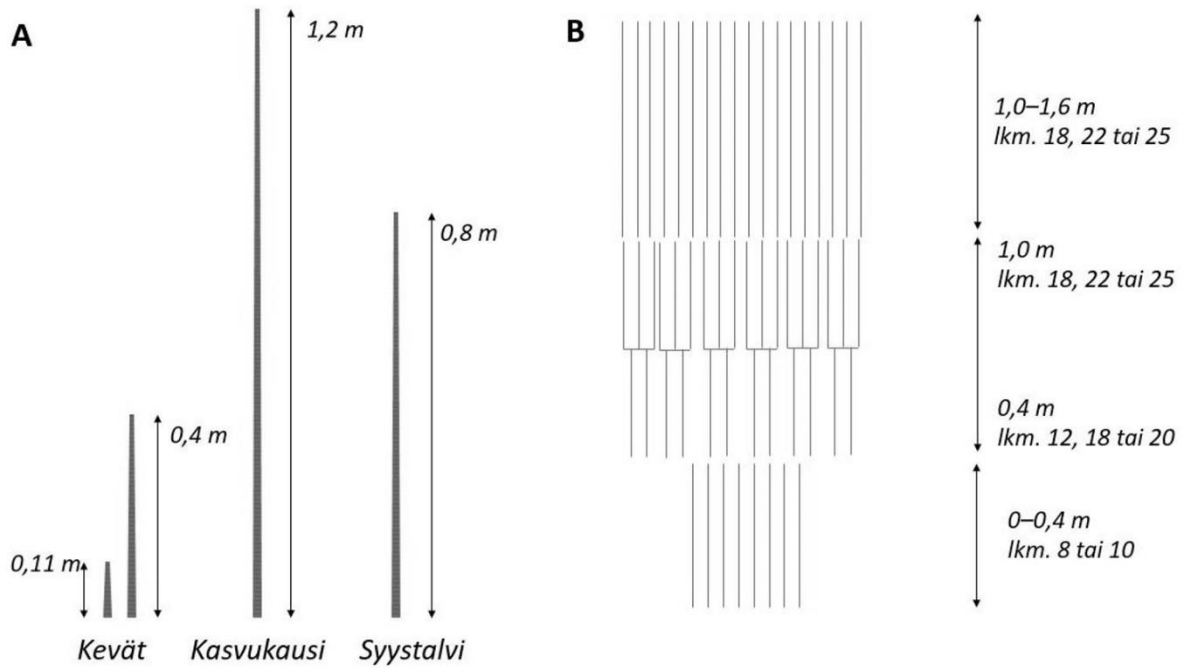 A
1,2 m
0,8 m
0,4 m
0,11 m
Kevät
Kasvukausi
Syystalvi
B
1,0–1,6 m
lkm. 18, 22 tai 25
1,0 m
lkm. 18, 22 tai 25
0,4 m
lkm. 12, 18 tai 20
0–0,4 m
lkm. 8 tai 10